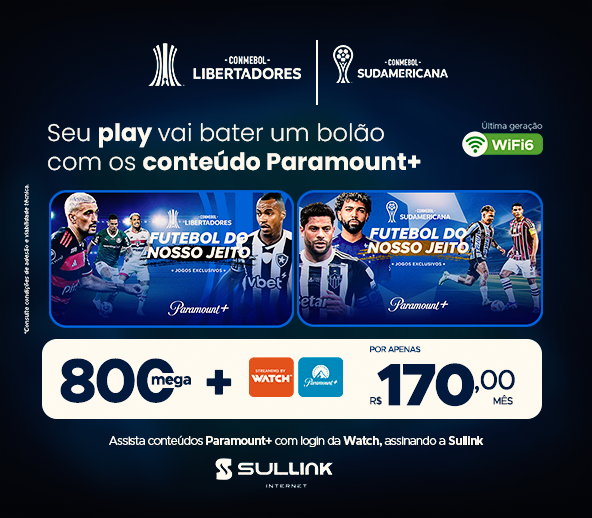 -CONMEBOL-
LIBERTADORES
-CONMEBOL-
SUDAMERICANA
Seu play vai bater um bolão
com os conteúdo Paramount+
Última geração
WiFi6
*Consulte condições de adesão e viabilidade técnica.
-CONMEBOL-
LIBERTADORES
FUTEBOL DO
NOSSO JEITO
• JOGOS EXCLUSIVOS •
Paramount+
vbet
-CONMEBOL-
SUDAMERICANA
FUTEBOL DO
NOSSO JEITO
• JOGOS EXCLUSIVOS •
Paramount+
Betano
800 mega + STREAMING BY
WATCH
Paramount+
POR APENAS
R$ 170,00
MÊS
Assista conteúdos Paramount+ com login da Watch, assinando a Sullink
SULLINK
INTERNET